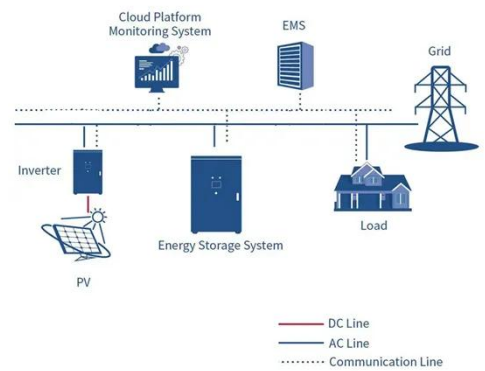 Cloud Platform
Monitoring System
EMS
Grid
Inverter
Energy Storage System
Load
PV
DC Line
AC Line
Communication Line